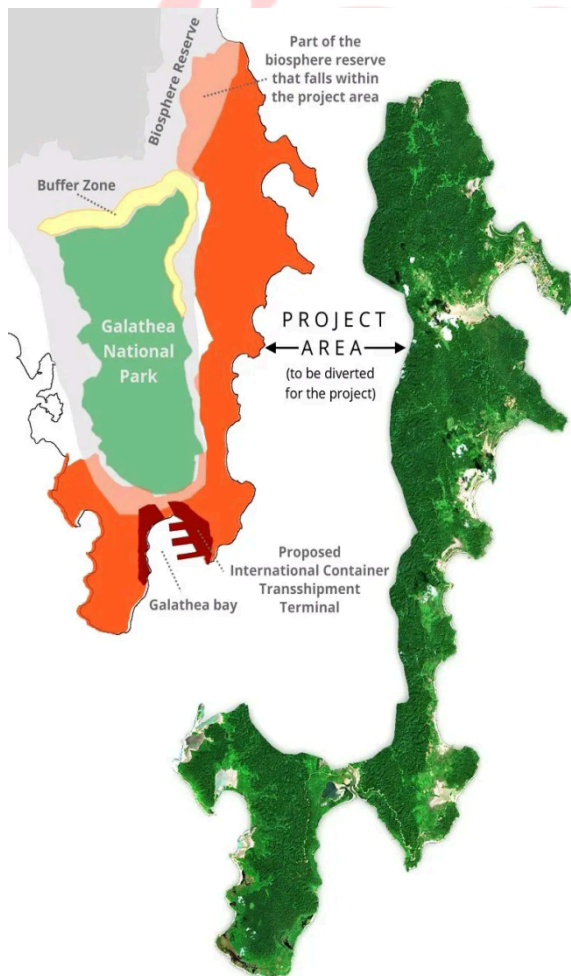 Part of the
biosphere reserve
that falls within
the project area
Biosphere Reserve
Buffer Zone
Galathea
National
Park
PROJECT
AREA
(to be diverted
for the project)
Proposed
International Container
Transshipment
Terminal
Galathea bay